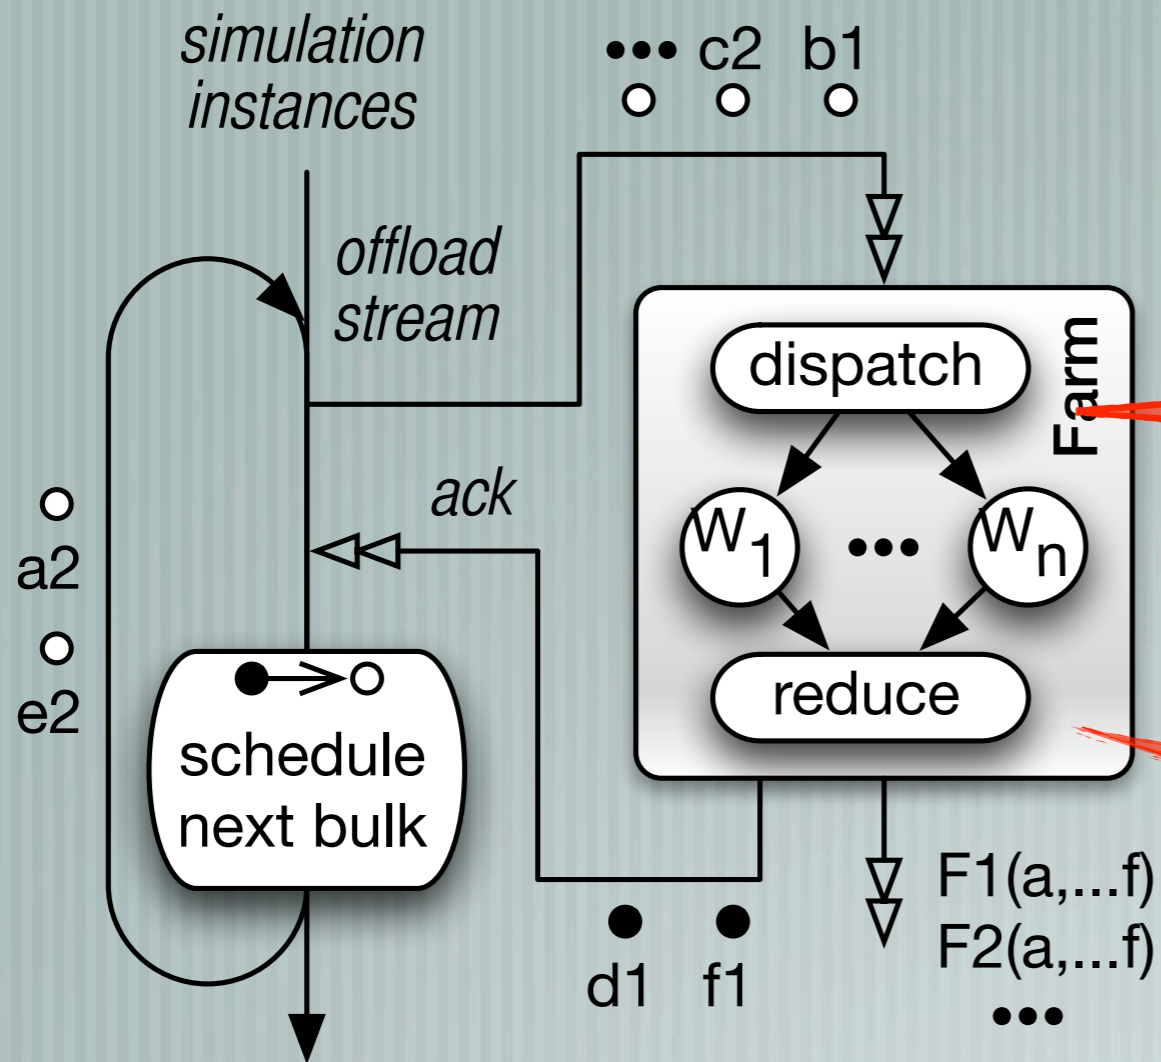 simulation
instances
••• c2 b1
offload
stream
dispatch
Farm
ack
W1 ••• Wn
a2
e2
reduce
schedule
next bulk
F1(a,...f)
F2(a,...f)
•••
d1 f1